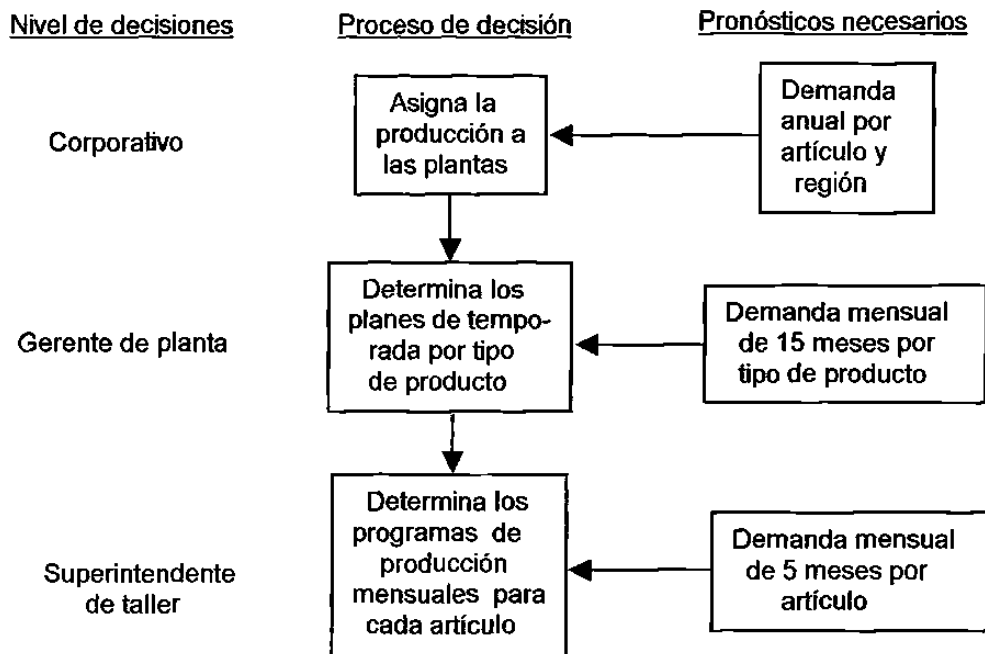 Nivel de decisiones
Proceso de decisión
Pronósticos necesarios
Corporativo
Asigna la
producción a
las plantas
Demanda
anual por
artículo y
región
Gerente de planta
Determina los
planes de tempo-
rada por tipo
de producto
Demanda mensual
de 15 meses por
tipo de producto
Superintendente
de taller
Determina los
programas de
producción
mensuales para
cada artículo
Demanda mensual
de 5 meses por
artículo